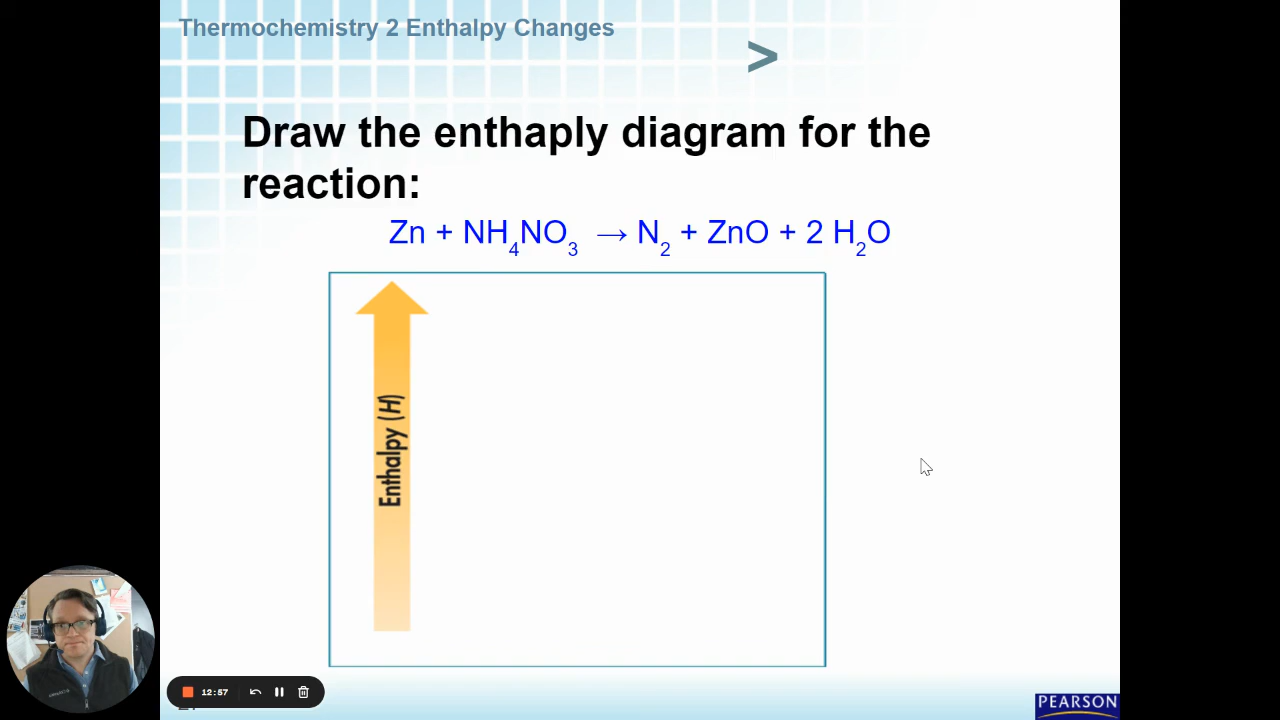 Thermochemistry 2 Enthalpy Changes
>
Draw the enthaply diagram for the
reaction:
Zn + NH₄NO₃ → N₂ + ZnO + 2 H₂O
Enthalpy (H)
12:57
PEARSON